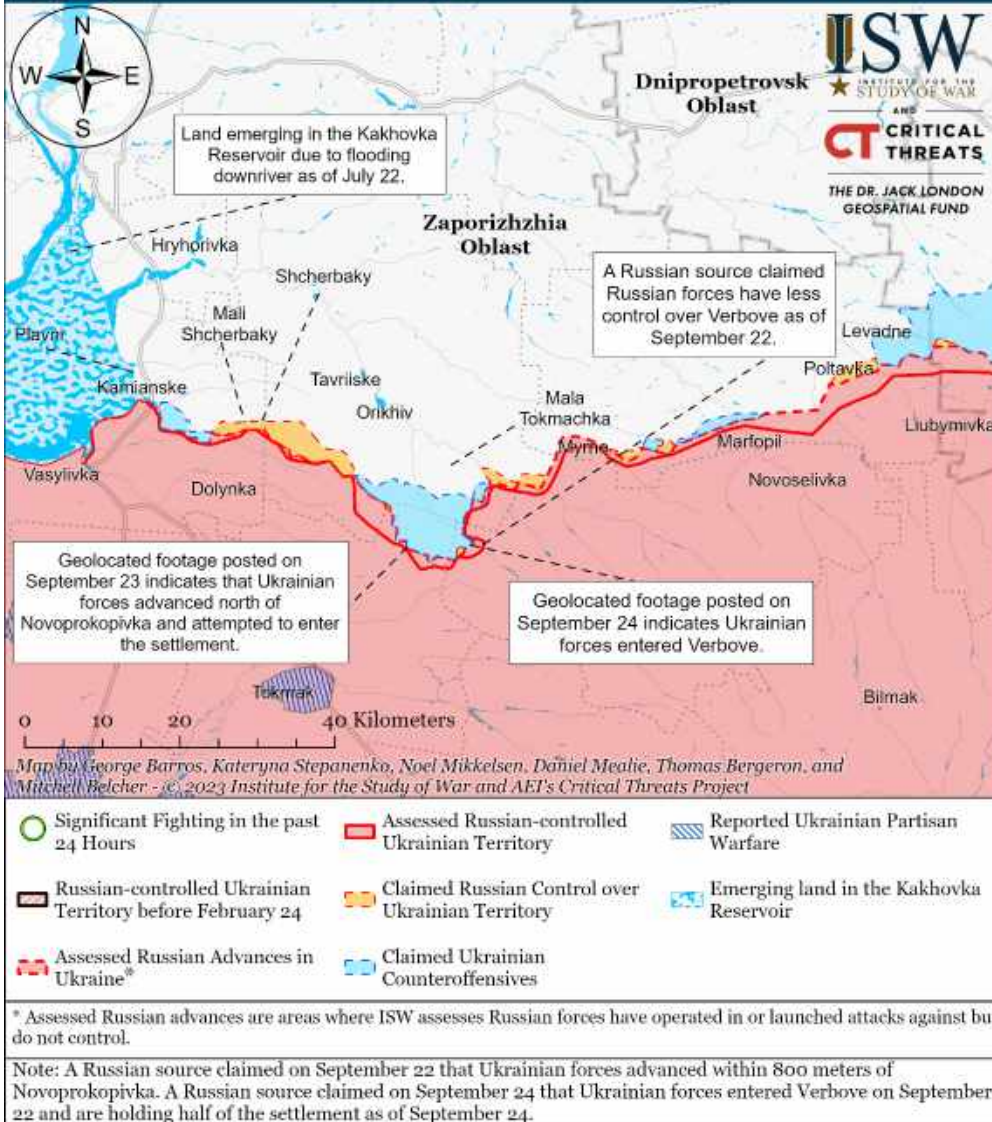 N
W
E
S
ISW
INSTITUTE FOR THE
STUDY OF WAR
AND
CT CRITICAL
THREATS
THE DR. JACK LONDON
GEOSPATIAL FUND
Dnipropetrovsk
Oblast
Land emerging in the Kakhovka
Reservoir due to flooding
downriver as of July 22.
Zaporizhzhia
Oblast
Hryhorivka
Shcherbaky
A Russian source claimed
Russian forces have less
control over Verbove as of
September 22.
Mali
Shcherbaky
Plavni
Levadne
Kamianske
Tavriiske
Poltavka
Orikhiv
Mala
Tokmachka
Myrne
Marfopil
Liubymivka
Vasylivka
Dolynka
Novoselivka
Geolocated footage posted on
September 23 indicates that Ukrainian
forces advanced north of
Novoprokopivka and attempted to enter
the settlement.
Geolocated footage posted on
September 24 indicates Ukrainian
forces entered Verbove.
Tokmak
Bilmak
0 10 20 40 Kilometers
Map by George Barros, Kateryna Stepanenko, Noel Mikkelsen, Daniel Mealie, Thomas Bergeron, and
Mitchell Belcher - © 2023 Institute for the Study of War and AEI's Critical Threats Project
Significant Fighting in the past
24 Hours
Russian-controlled Ukrainian
Territory before February 24
Assessed Russian Advances in
Ukraine*
Assessed Russian-controlled
Ukrainian Territory
Claimed Russian Control over
Ukrainian Territory
Claimed Ukrainian
Counteroffensives
Reported Ukrainian Partisan
Warfare
Emerging land in the Kakhovka
Reservoir
* Assessed Russian advances are areas where ISW assesses Russian forces have operated in or launched attacks against bu
do not control.
Note: A Russian source claimed on September 22 that Ukrainian forces advanced within 800 meters of
Novoprokopivka. A Russian source claimed on September 24 that Ukrainian forces entered Verbove on September
22 and are holding half of the settlement as of September 24.